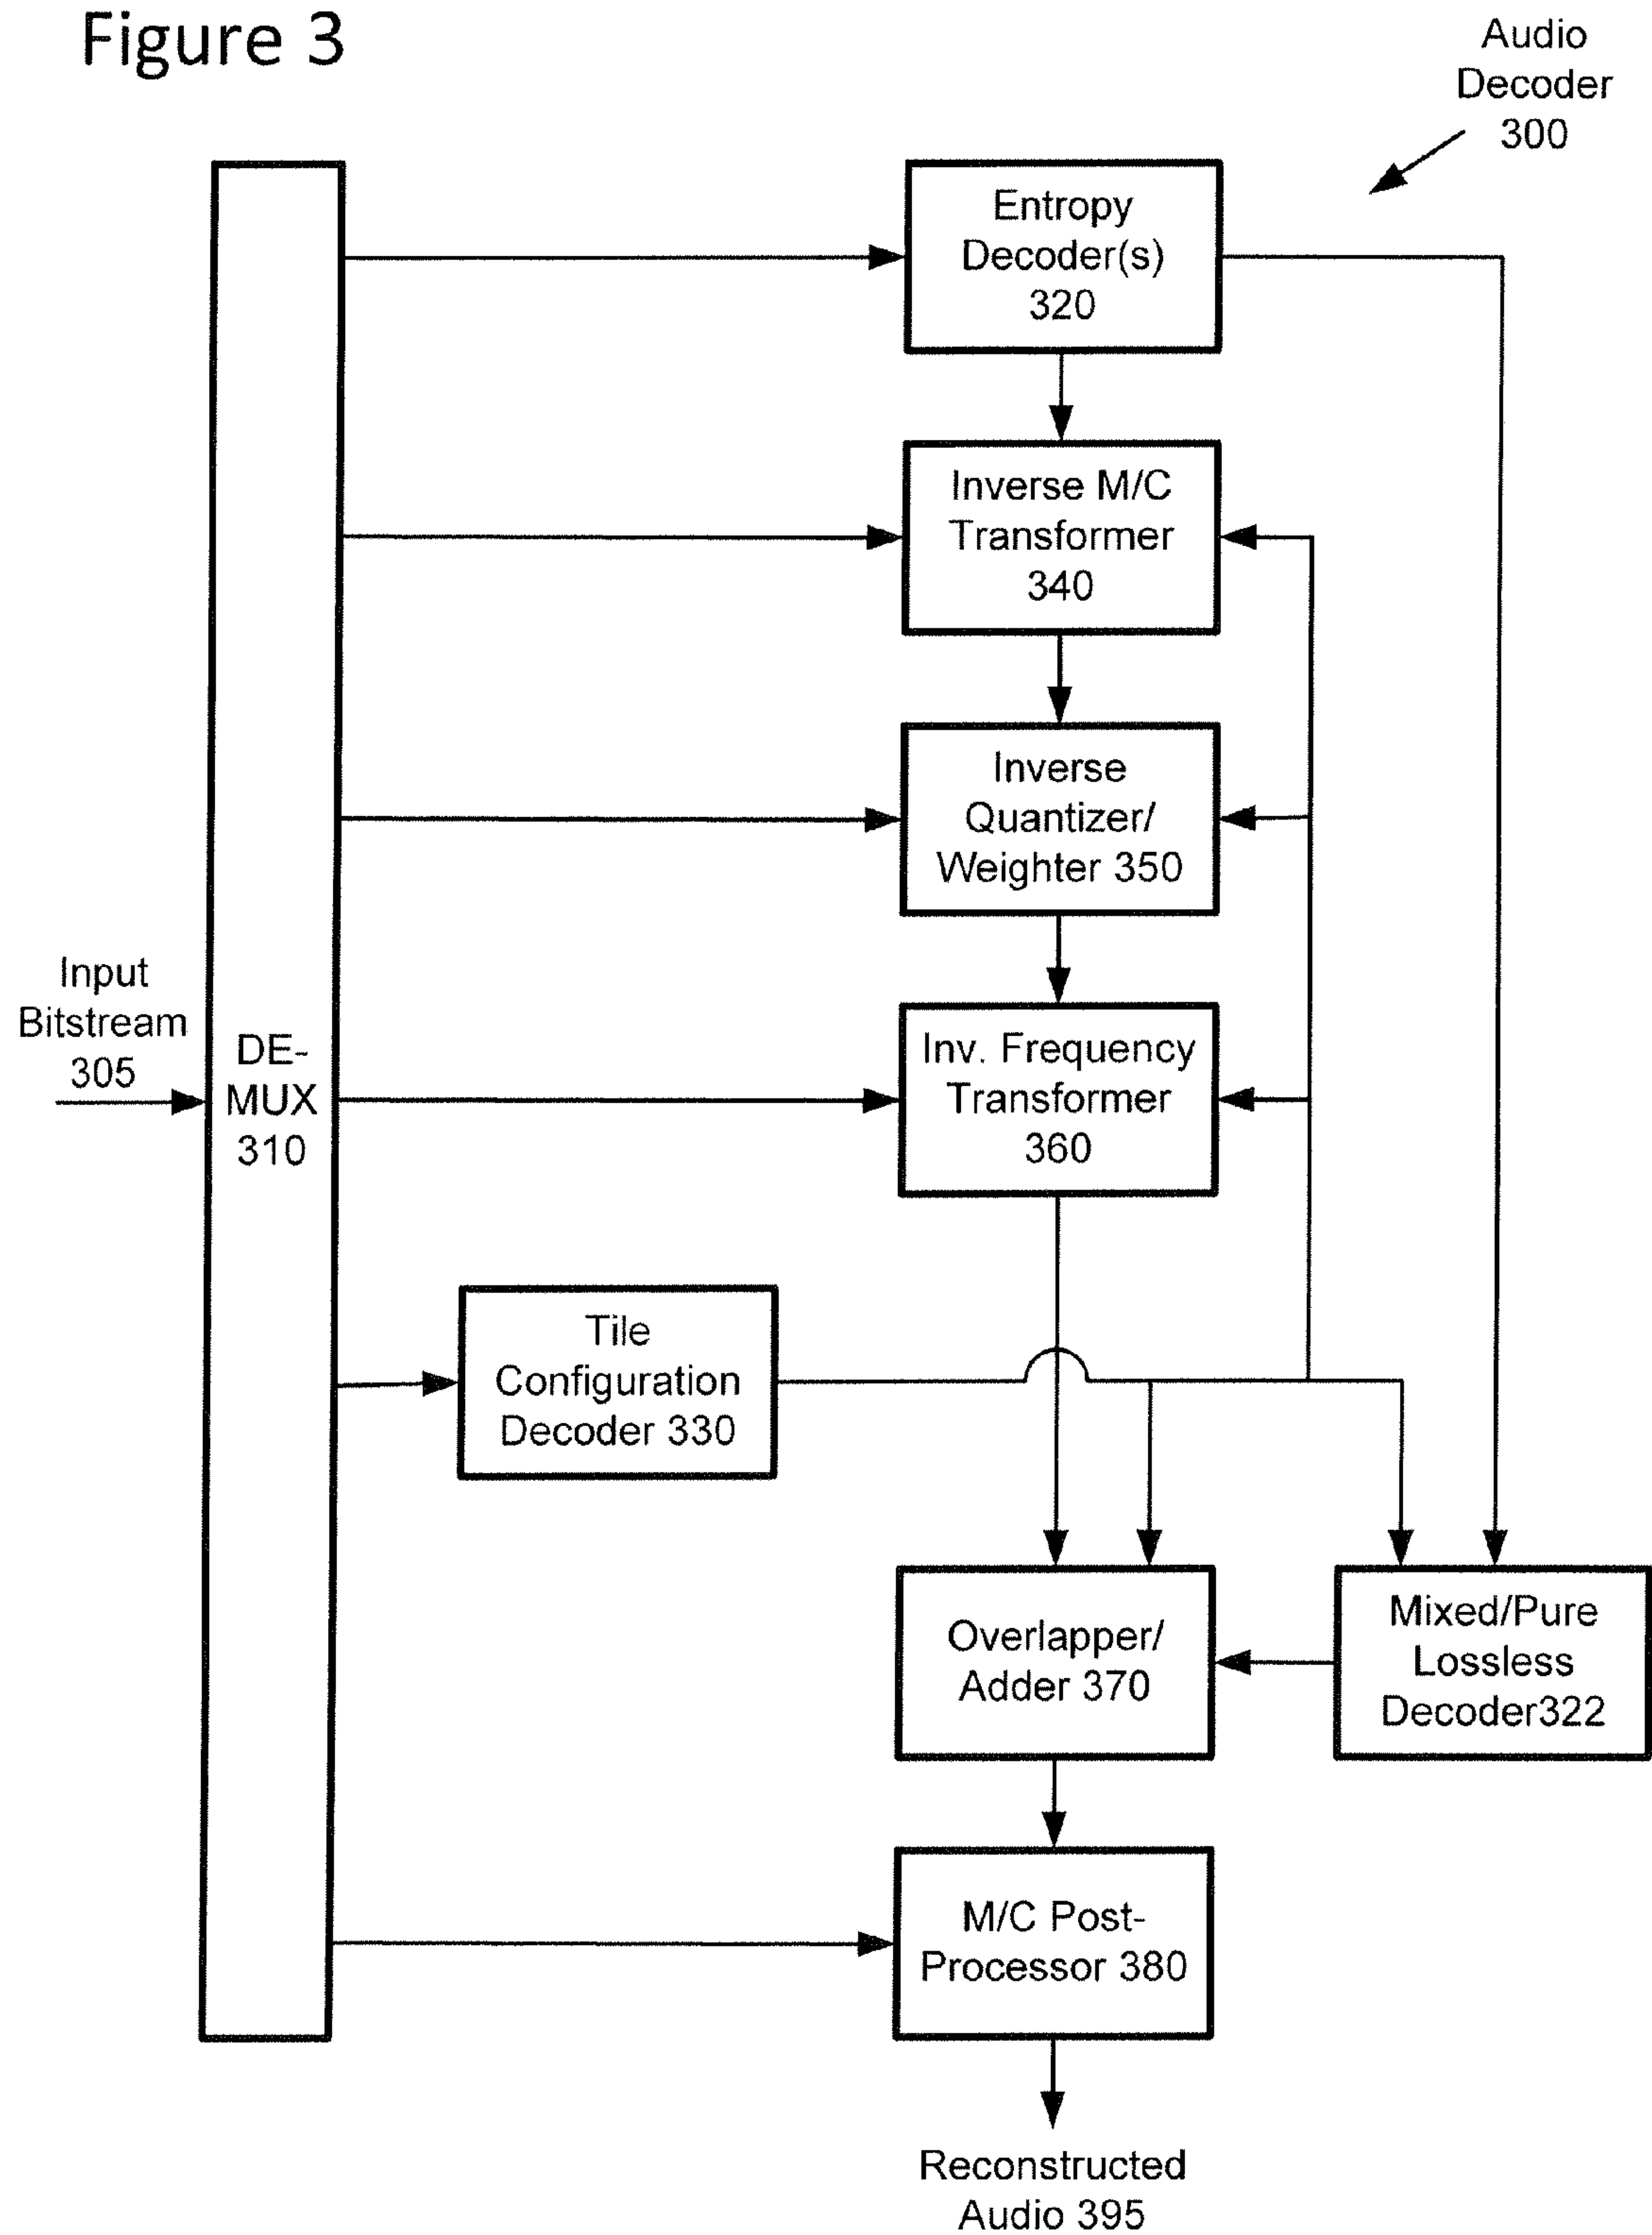 Figure 3
Audio
Decoder
300
Entropy
Decoder(s)
320
Inverse M/C
Transformer
340
Inverse
Quantizer/
Weighter 350
Input
Bitstream
305
DE-
MUX
310
Inv. Frequency
Transformer
360
Tile
Configuration
Decoder 330
Overlapper/
Adder 370
Mixed/Pure
Lossless
Decoder322
M/C Post-
Processor 380
Reconstructed
Audio 395